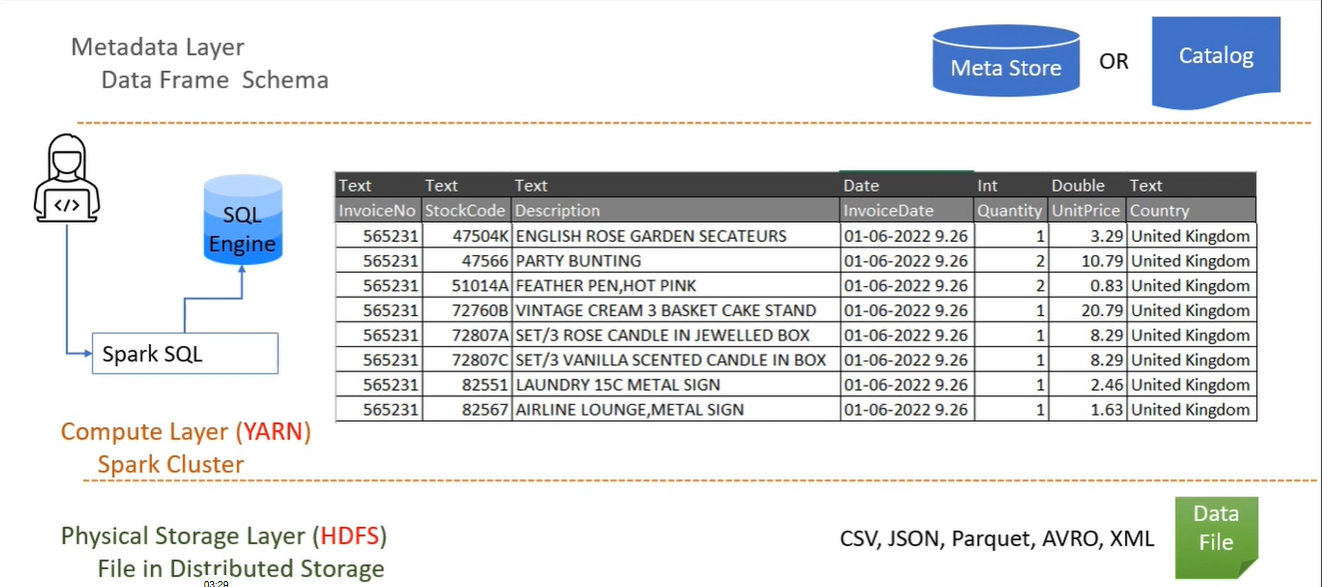 Metadata Layer
Data Frame Schema
Meta Store
OR
Catalog
</>
SQL
Engine
Spark SQL
Text Text Text Date Int Double Text
InvoiceNo StockCode Description InvoiceDate Quantity UnitPrice Country
565231 47504K ENGLISH ROSE GARDEN SECATEURS 01-06-2022 9.26 1 3.29 United Kingdom
565231 47566 PARTY BUNTING 01-06-2022 9.26 2 10.79 United Kingdom
565231 51014A FEATHER PEN,HOT PINK 01-06-2022 9.26 2 0.83 United Kingdom
565231 72760B VINTAGE CREAM 3 BASKET CAKE STAND 01-06-2022 9.26 1 20.79 United Kingdom
565231 72807A SET/3 ROSE CANDLE IN JEWELLED BOX 01-06-2022 9.26 1 8.29 United Kingdom
565231 72807C SET/3 VANILLA SCENTED CANDLE IN BOX 01-06-2022 9.26 1 8.29 United Kingdom
565231 82551 LAUNDRY 15C METAL SIGN 01-06-2022 9.26 1 2.46 United Kingdom
565231 82567 AIRLINE LOUNGE,METAL SIGN 01-06-2022 9.26 1 1.63 United Kingdom
Compute Layer (YARN)
Spark Cluster
Physical Storage Layer (HDFS)
File in Distributed Storage
CSV, JSON, Parquet, AVRO, XML
Data
File
03:29